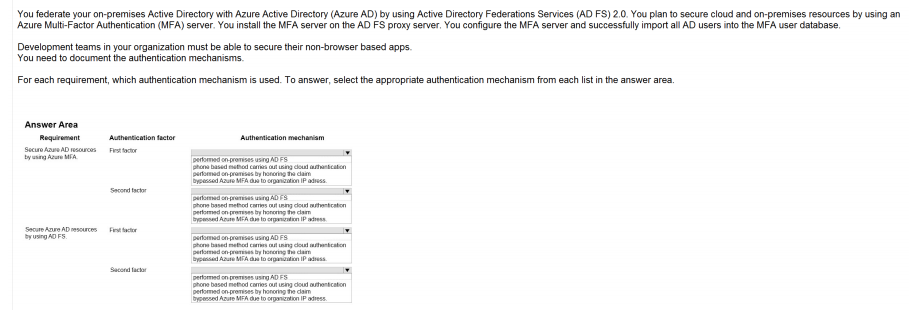 You federate your on-premises Active Directory with Azure Active Directory (Azure AD) by using Active Directory Federations Services (AD FS) 2.0. You plan to secure cloud and on-premises resources by using an
Azure Multi-Factor Authentication (MFA) server. You install the MFA server on the AD FS proxy server. You configure the MFA server and successfully import all AD users into the MFA user database.
Development teams in your organization must be able to secure their non-browser based apps.
You need to document the authentication mechanisms.
For each requirement, which authentication mechanism is used. To answer, select the appropriate authentication mechanism from each list in the answer area.
Answer Area
Requirement Authentication factor Authentication mechanism
Secure Azure AD resources First factor
by using Azure MFA.
performed on-premises using AD FS
phone based method carries out using cloud authentication
performed on-premises by honoring the claim
bypassed Azure MFA due to organization IP adress.
Second factor
performed on-premises using AD FS
phone based method carries out using cloud authentication
performed on-premises by honoring the claim
bypassed Azure MFA due to organization IP adress.
Secure Azure AD resources First factor
by using AD FS.
performed on-premises using AD FS
phone based method carries out using cloud authentication
performed on-premises by honoring the claim
bypassed Azure MFA due to organization IP adress.
Second factor
performed on-premises using AD FS
phone based method carries out using cloud authentication
performed on-premises by honoring the claim
bypassed Azure MFA due to organization IP adress.